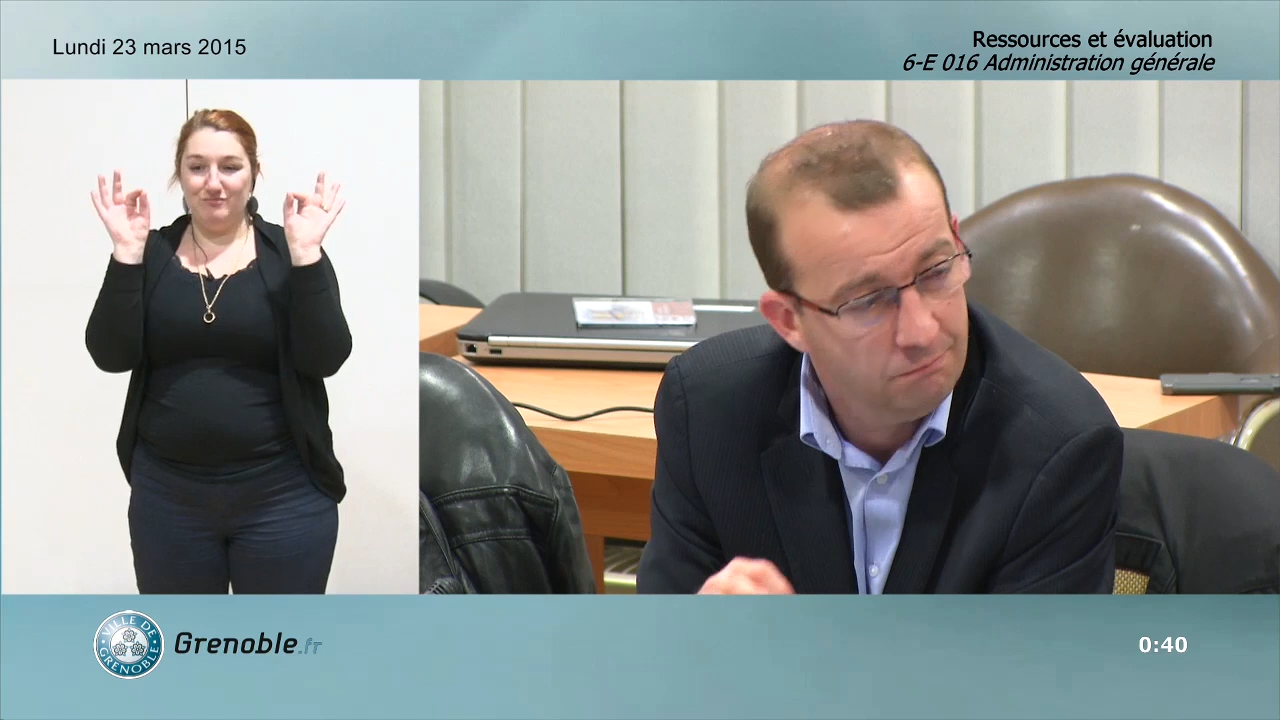 Lundi 23 mars 2015
Ressources et évaluation
6-E 016 Administration générale
VILLE DE GRENOBLE
Grenoble.fr
0:40